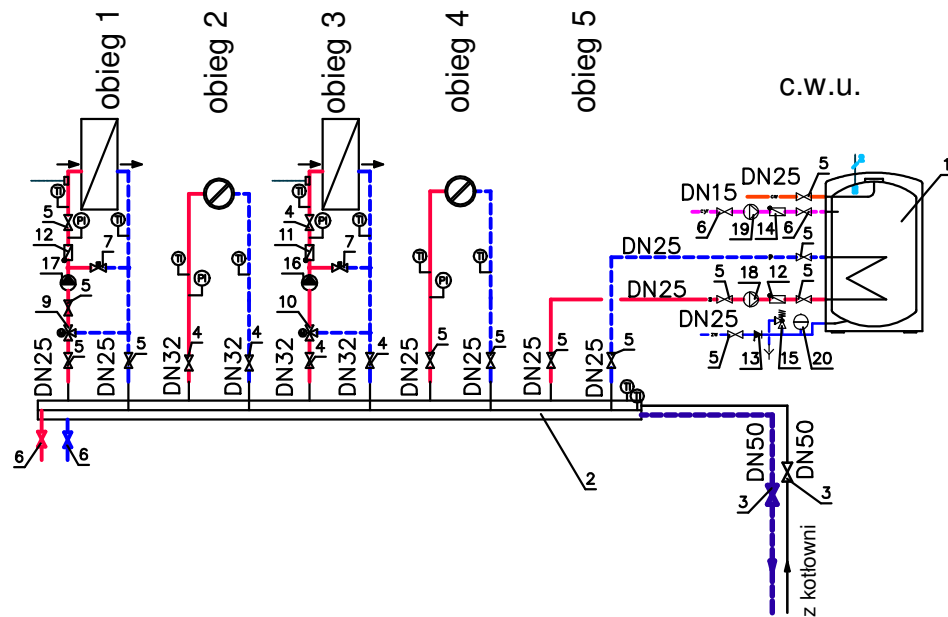 obieg 1
obieg 2
obieg 3
obieg 4
obieg 5
c.w.u.
DN25
5
1
DN15
6
19
14
6
DN25
5
5
18
12
5
DN25
DN25
5
13
15
20
TI
5
PI
TI
12
17
7
5
9
5
5
DN25
DN25
TI
PI
TI
4
4
DN32
DN32
TI
4
PI
TI
11
16
7
10
4
4
DN32
DN32
TI
PI
TI
5
5
DN25
DN25
5
5
DN25
DN25
TI
TI
6
6
2
DN50
DN50
3
3
z kotłowni